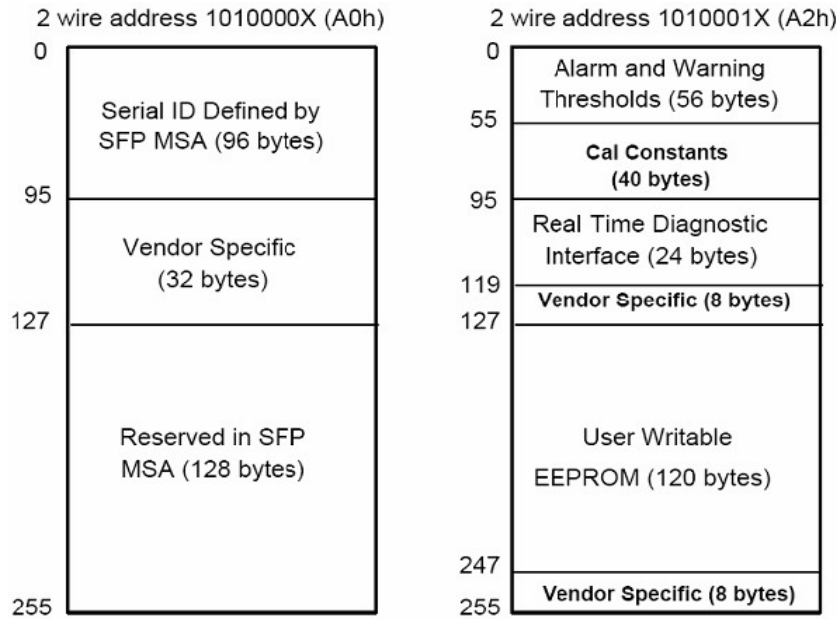 2 wire address 1010000X (A0h)
0
Serial ID Defined by
SFP MSA (96 bytes)
95
Vendor Specific
(32 bytes)
127
Reserved in SFP
MSA (128 bytes)
255
2 wire address 1010001X (A2h)
0
Alarm and Warning
Thresholds (56 bytes)
55
Cal Constants
(40 bytes)
95
Real Time Diagnostic
Interface (24 bytes)
119
Vendor Specific (8 bytes)
127
User Writable
EEPROM (120 bytes)
247
Vendor Specific (8 bytes)
255